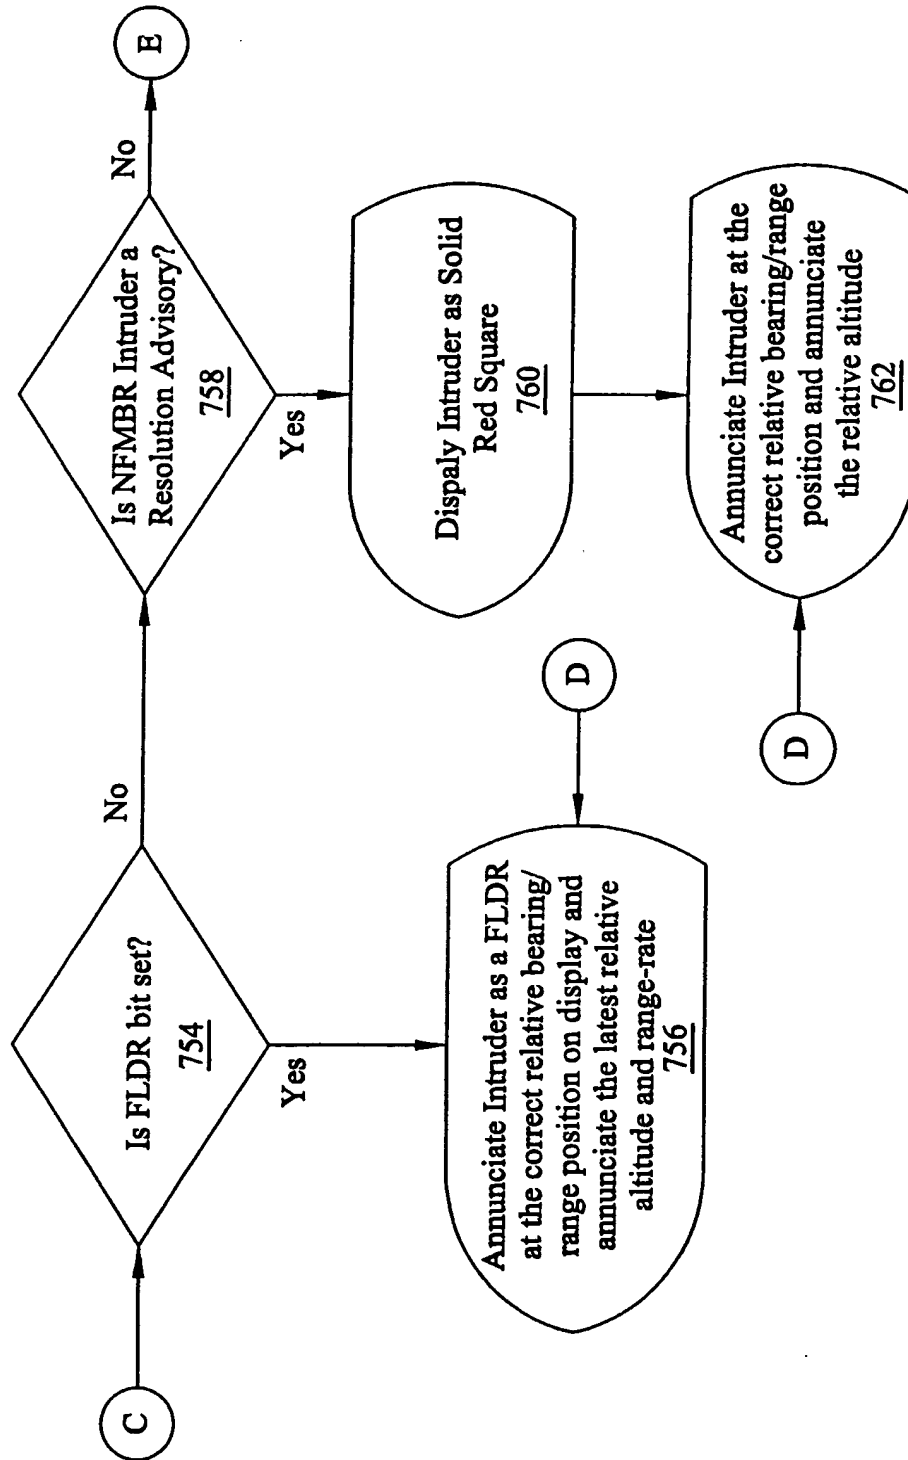 C
Is FLDR bit set?
754
No
Yes
Is NFMBR Intruder a
Resolution Advisory?
758
No
E
Yes
Annunciate Intruder as a FLDR
at the correct relative bearing/
range position on display and
annunciate the latest relative
altitude and range-rate
756
D
Dispaly Intruder as Solid
Red Square
760
D
Annunciate Intruder at the
correct relative bearing/range
position and annunciate
the relative altitude
762